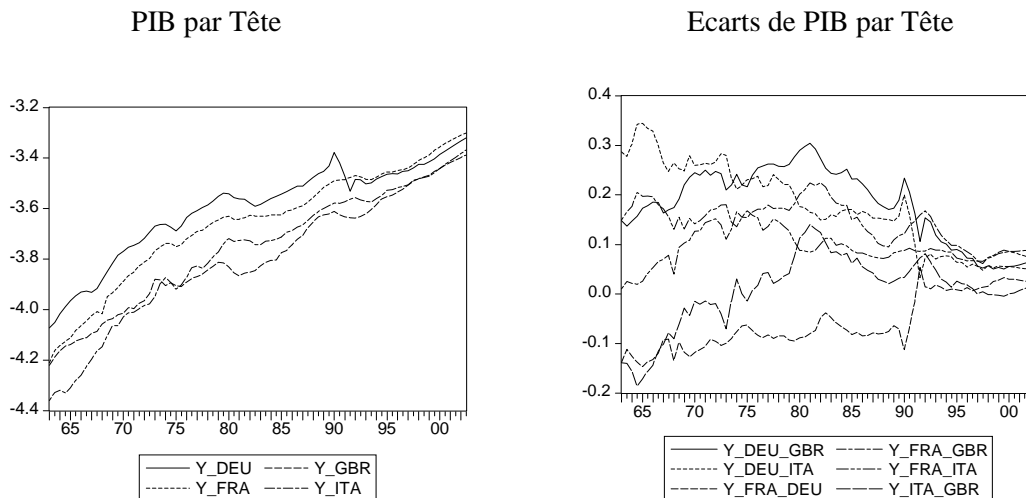 PIB par Tête
-3.2
-3.4
-3.6
-3.8
-4.0
-4.2
-4.4
65 70 75 80 85 90 95 00
Y_DEU Y_GBR
Y_FRA Y_ITA
Ecarts de PIB par Tête
0.4
0.3
0.2
0.1
0.0
-0.1
-0.2
65 70 75 80 85 90 95 00
Y_DEU_GBR Y_FRA_GBR
Y_DEU_ITA Y_FRA_ITA
Y_FRA_DEU Y_ITA_GBR